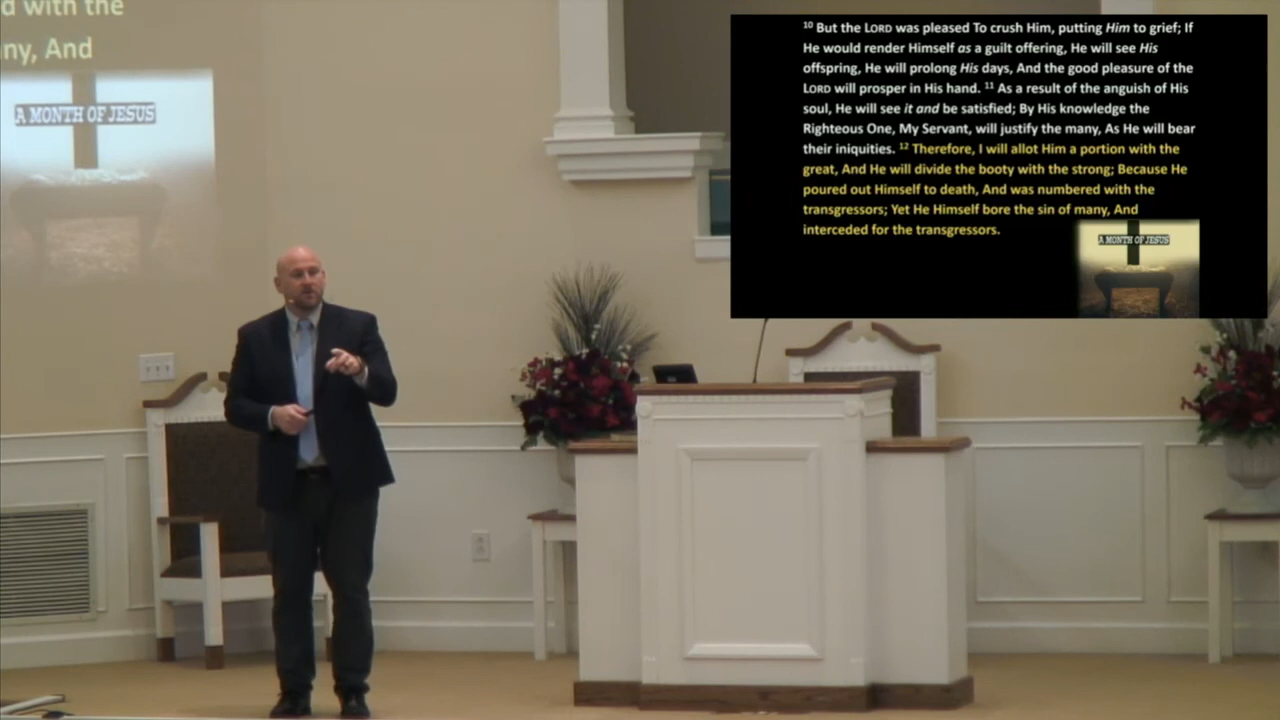 d with the
ny, And
A MONTH OF JESUS
10 But the LORD was pleased To crush Him, putting Him to grief; If
He would render Himself as a guilt offering, He will see His
offspring, He will prolong His days, And the good pleasure of the
LORD will prosper in His hand. 11 As a result of the anguish of His
soul, He will see it and be satisfied; By His knowledge the
Righteous One, My Servant, will justify the many, As He will bear
their iniquities. 12 Therefore, I will allot Him a portion with the
great, And He will divide the booty with the strong; Because He
poured out Himself to death, And was numbered with the
transgressors; Yet He Himself bore the sin of many, And
interceded for the transgressors.
A MONTH OF JESUS